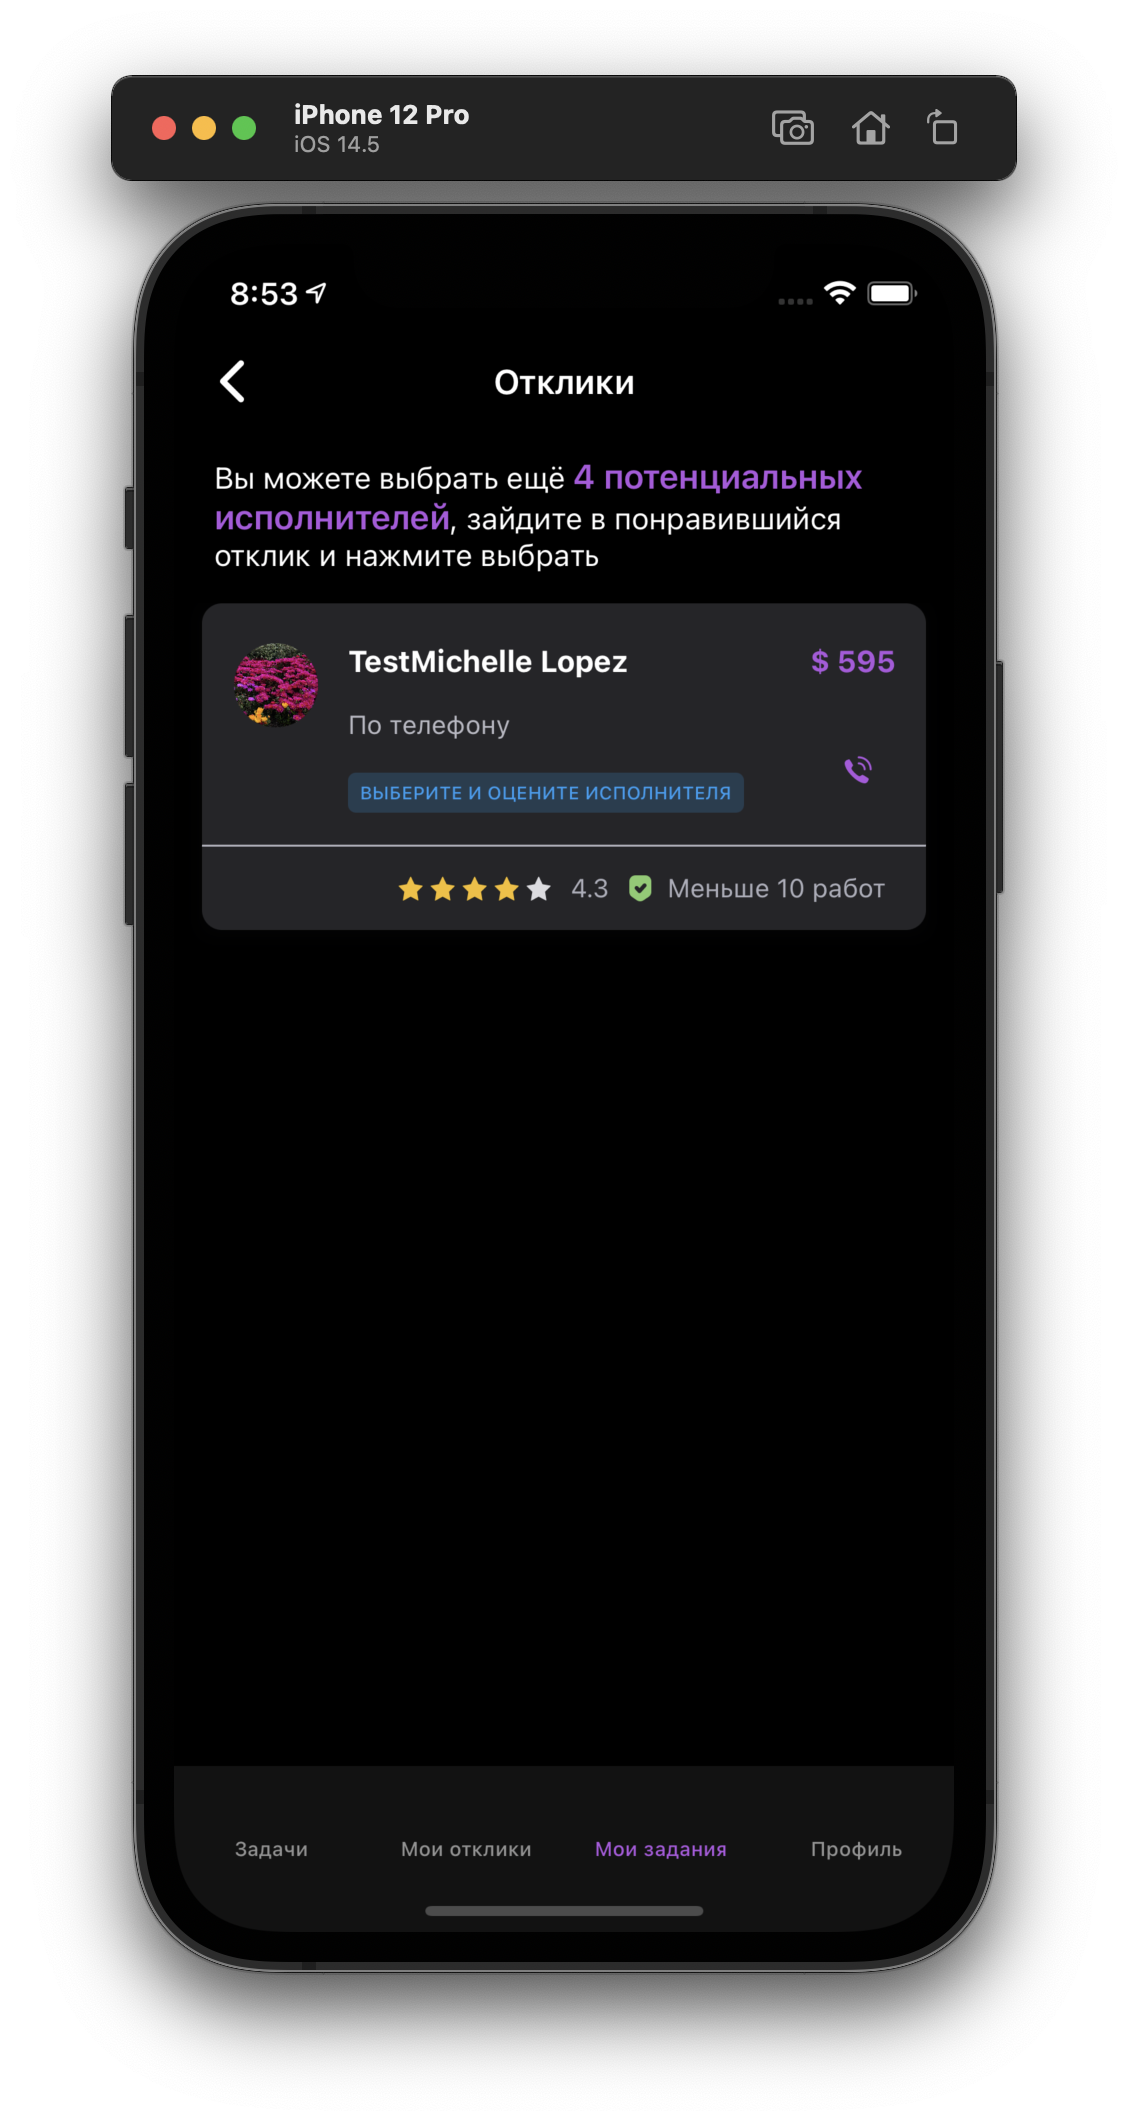 iPhone 12 Pro
iOS 14.5
8:53
Отклики
Вы можете выбрать ещё 4 потенциальных
исполнителей, зайдите в понравившийся
отклик и нажмите выбрать
TestMichelle Lopez
$ 595
По телефону
ВЫБЕРИТЕ И ОЦЕНИТЕ ИСПОЛНИТЕЛЯ
4.3 Меньше 10 работ
Задачи Мои отклики Мои задания Профиль